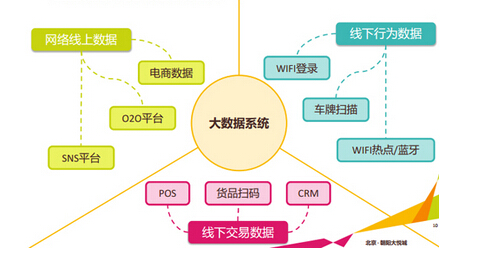 网络线上数据
线下行为数据
电商数据
WIFI登录
O2O平台
车牌扫描
大数据系统
SNS平台
WIFI热点/蓝牙
POS
货品扫码
CRM
线下交易数据
10
北京·朝阳大悦城